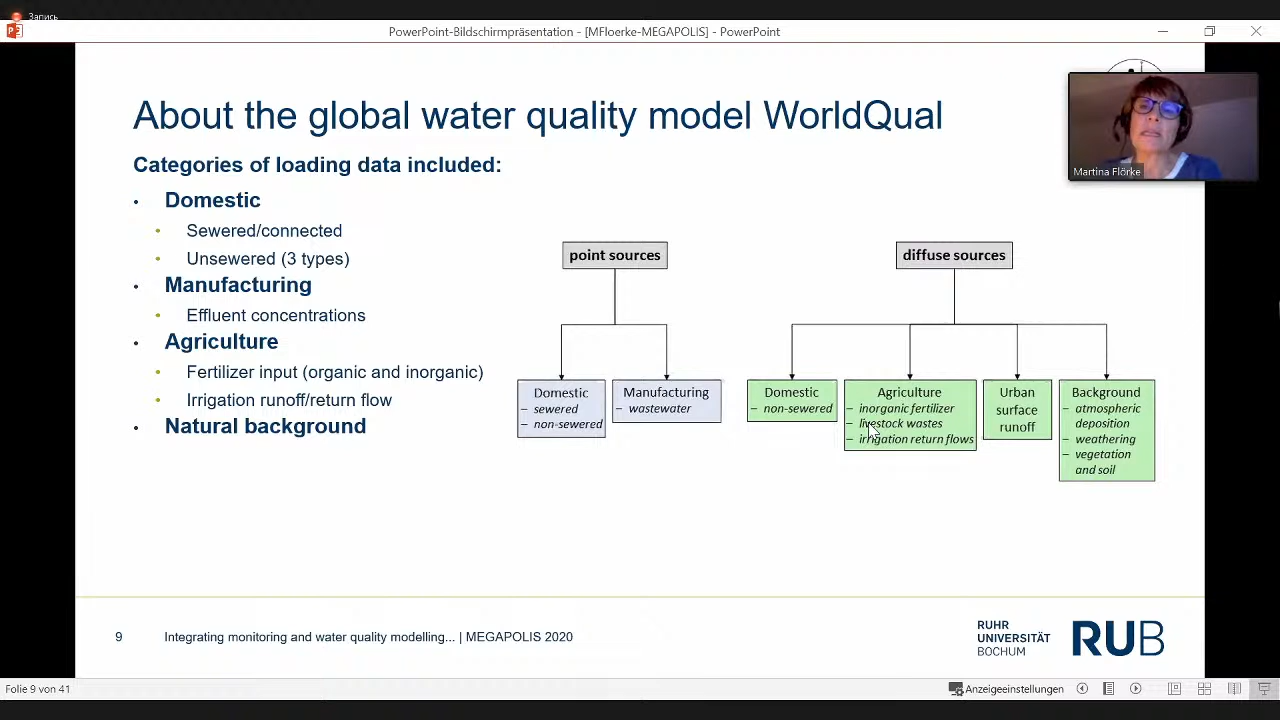 Запись
PowerPoint-Bildschirmpräsentation - [MFloerke-MEGAPOLIS] - PowerPoint
About the global water quality model WorldQual
Martina Flörke
Categories of loading data included:
• Domestic
• Sewered/connected
• Unsewered (3 types)
• Manufacturing
• Effluent concentrations
• Agriculture
• Fertilizer input (organic and inorganic)
• Irrigation runoff/return flow
• Natural background
point sources
Domestic
– sewered
– non-sewered
Manufacturing
– wastewater
diffuse sources
Domestic
– non-sewered
Agriculture
– inorganic fertilizer
– livestock wastes
– irrigation return flows
Urban
surface
runoff
Background
– atmospheric
deposition
– weathering
– vegetation
and soil
9
Integrating monitoring and water quality modelling... | MEGAPOLIS 2020
RUHR
UNIVERSITÄT
BOCHUM
RUB
Folie 9 von 41
Anzeigeeinstellungen